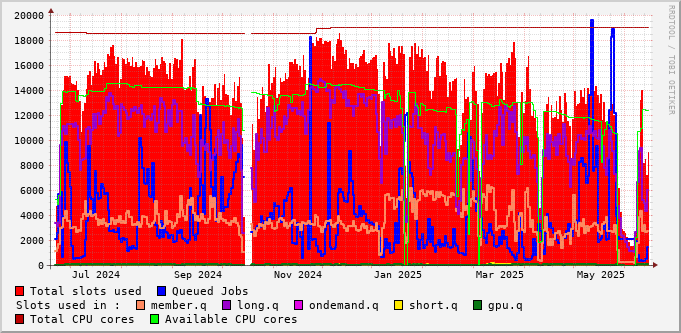 20000
18000
16000
14000
12000
10000
8000
6000
4000
2000
0
Jul 2024 Sep 2024 Nov 2024 Jan 2025 Mar 2025 May 2025
RRDTOOL / TOBI OETIKER
Total slots used Queued Jobs
Slots used in : member.q long.q ondemand.q short.q gpu.q
Total CPU cores Available CPU cores